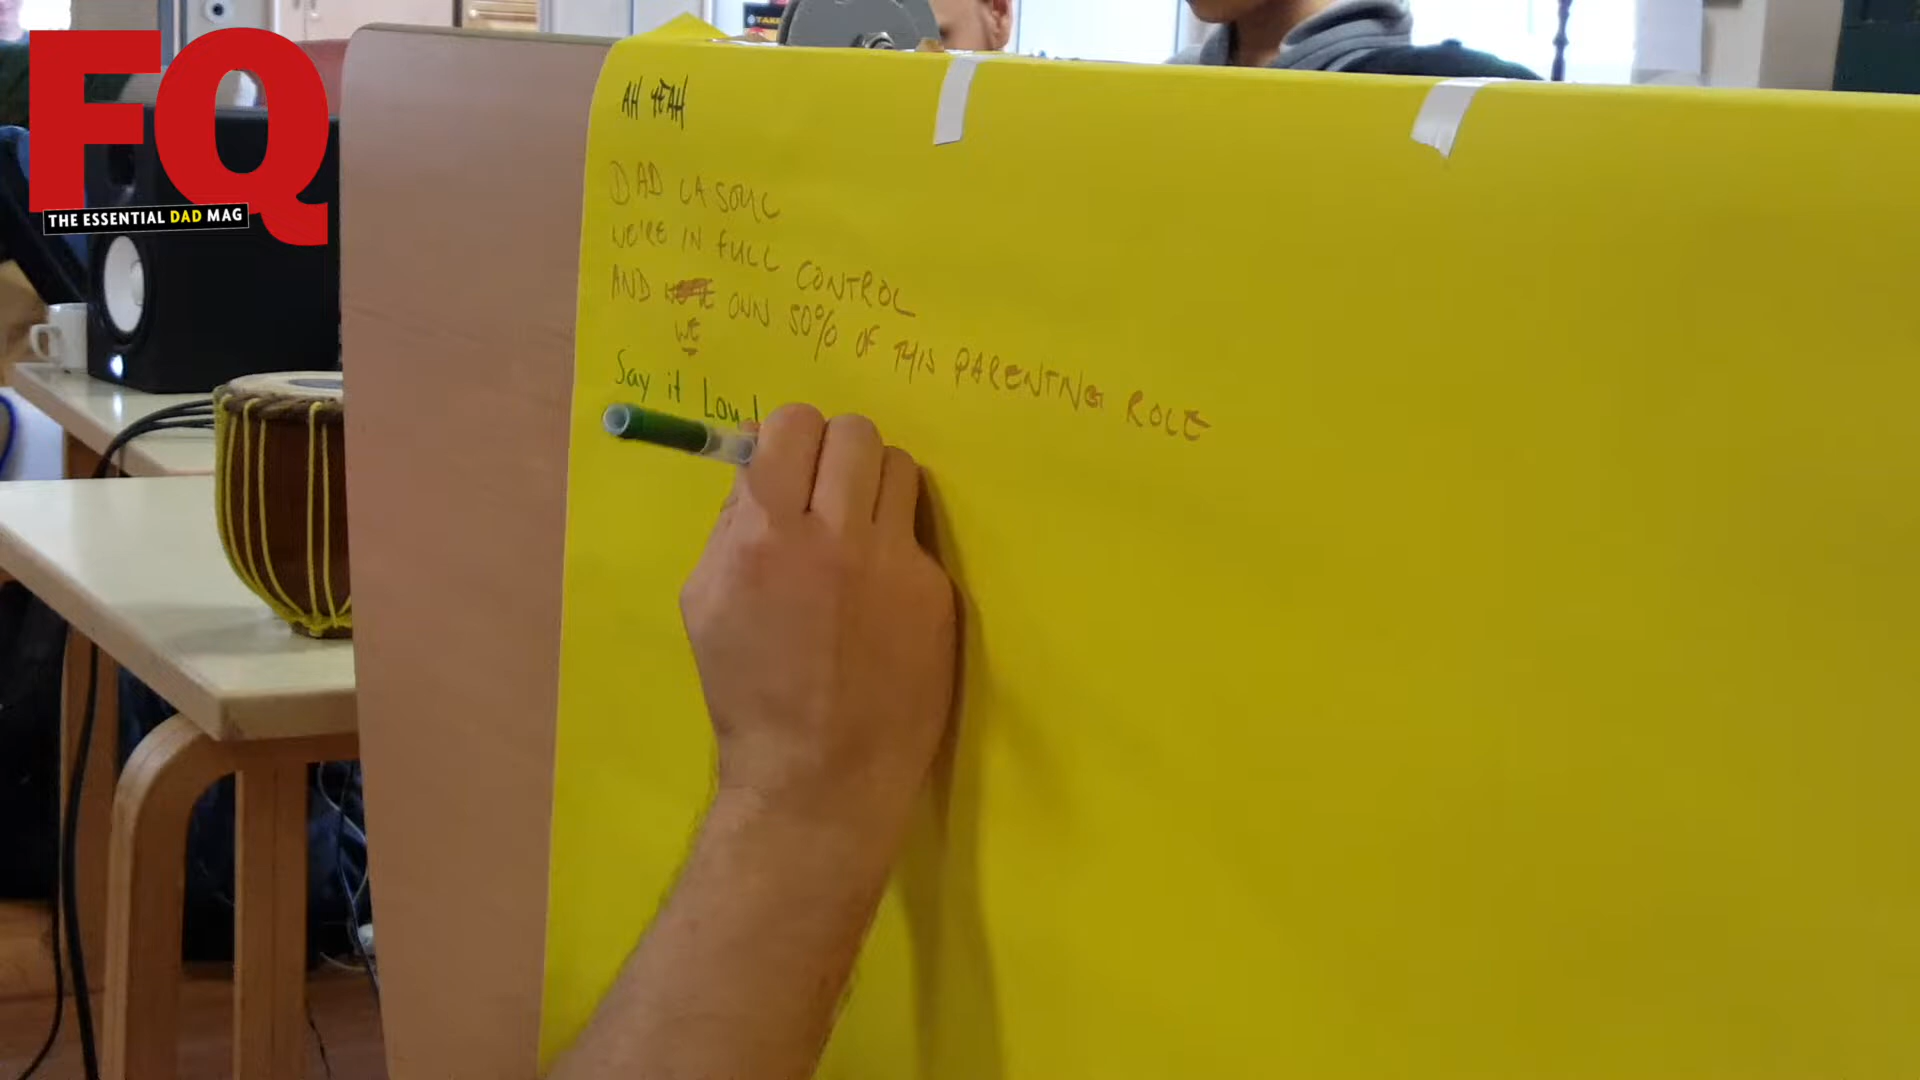 FQ
THE ESSENTIAL DAD MAG
AH YEAH
DAD LA SOUL
WE'RE IN FULL CONTROL
AND WE OWN 50% OF THIS PARENTING ROLE
Say it Loud